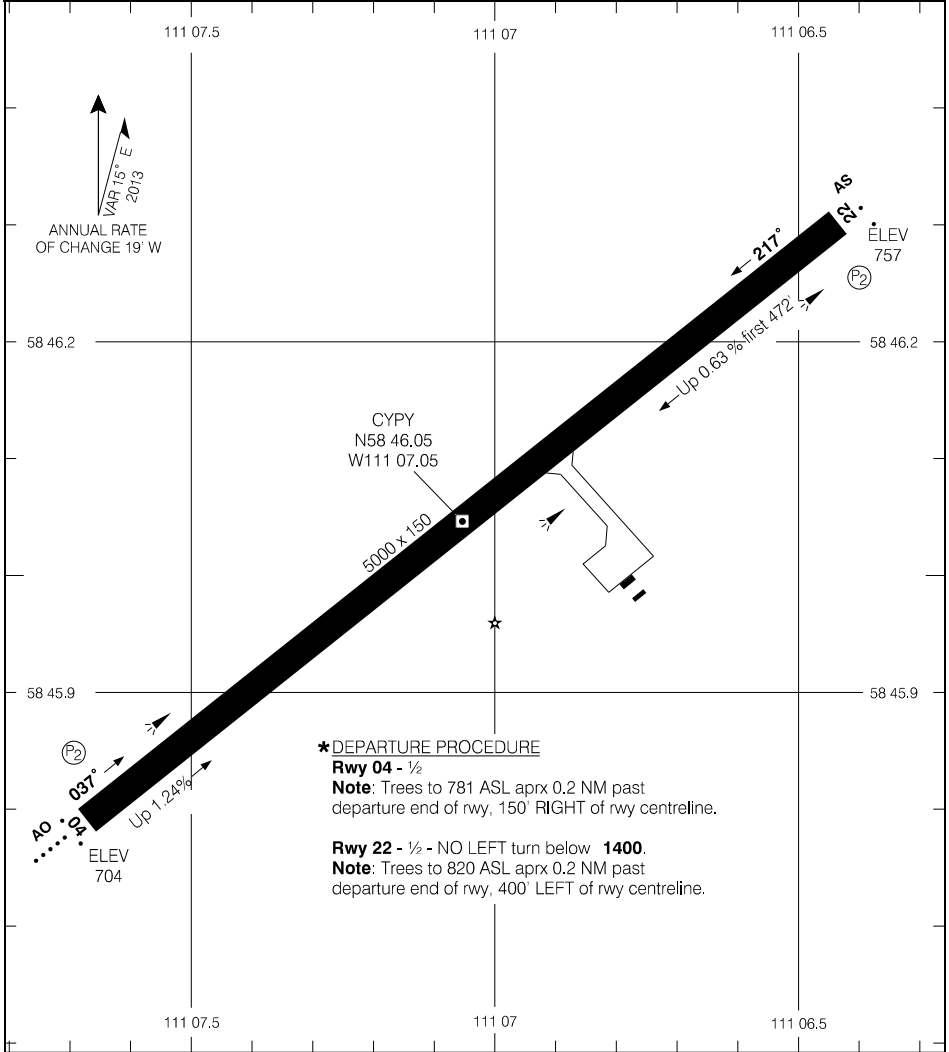 111 07.5
111 07
111 06.5
VAR 15° E
2013
ANNUAL RATE
OF CHANGE 19' W
AS
22
ELEV
757
P2
217°
Up 0.63 % first 472'
58 46.2
58 46.2
CYPY
N58 46.05
W111 07.05
5000 x 150
58 45.9
58 45.9
P2
037°
Up 1.24%
AO
04
ELEV
704
*DEPARTURE PROCEDURE
Rwy 04 - ½
Note: Trees to 781 ASL aprx 0.2 NM past
departure end of rwy, 150' RIGHT of rwy centreline.
Rwy 22 - ½ - NO LEFT turn below 1400.
Note: Trees to 820 ASL aprx 0.2 NM past
departure end of rwy, 400' LEFT of rwy centreline.
111 07.5
111 07
111 06.5